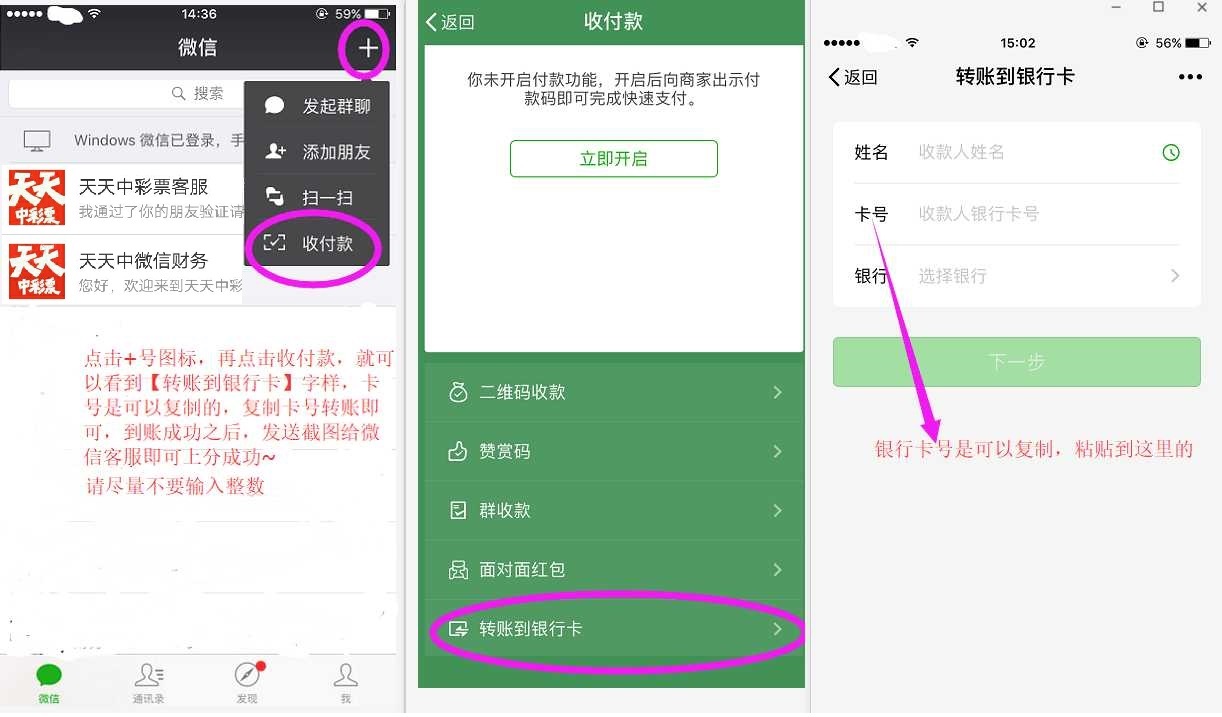 14:36
59%
微信
+
搜索
发起群聊
Windows 微信已登录，手
添加朋友
天天中彩票客服
我通过了你的朋友验证请
扫一扫
天天中彩票
收付款
天天中微信财务
您好，欢迎来到天天中彩
天天中彩票
点击+号图标，再点击收付款，就可
以看到【转账到银行卡】字样，卡
号是可以复制的，复制卡号转账即
可，到账成功之后，发送截图给微
信客服即可上分成功~
请尽量不要输入整数
微信
通讯录
发现
我
返回
收付款
你未开启付款功能，开启后向商家出示付
款码即可完成快速支付。
立即开启
二维码收款
赞赏码
群收款
面对面红包
转账到银行卡
15:02
56%
返回
转账到银行卡
姓名 收款人姓名
卡号 收款人银行卡号
银行 选择银行
下一步
银行卡号是可以复制，粘贴到这里的